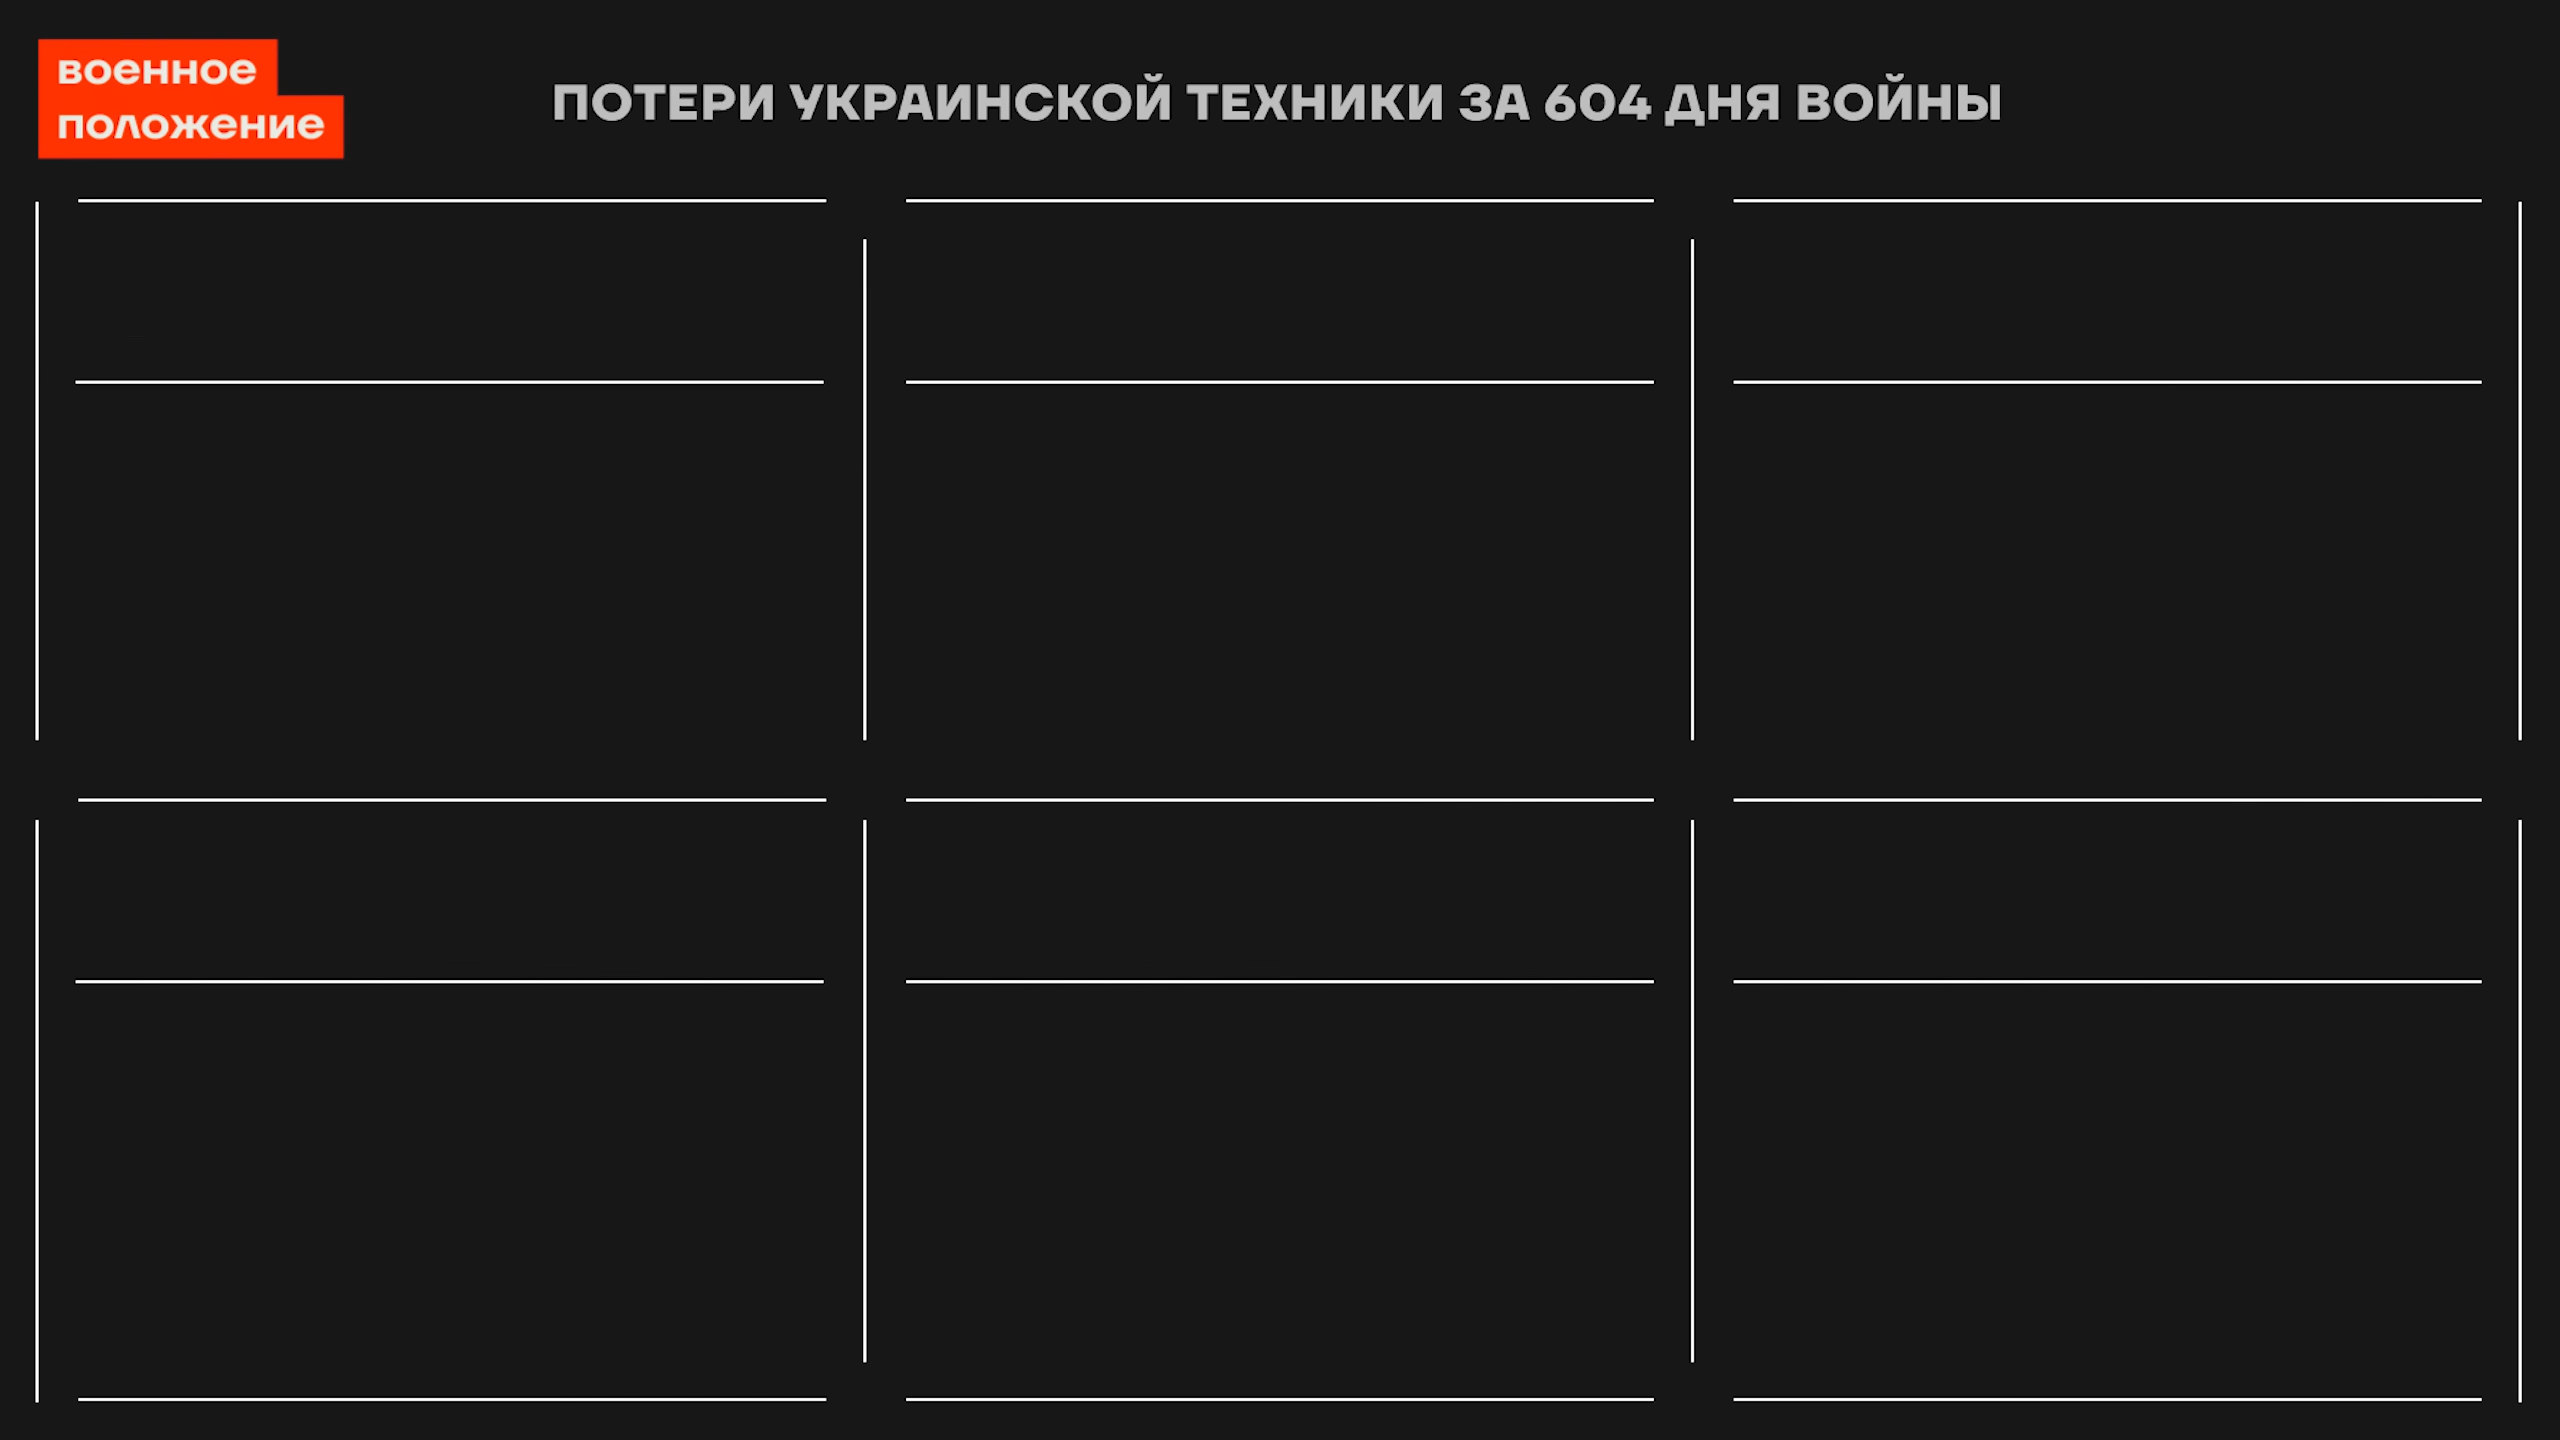 военное
положение
ПОТЕРИ УКРАИНСКОЙ ТЕХНИКИ ЗА 604 ДНЯ ВОЙНЫ